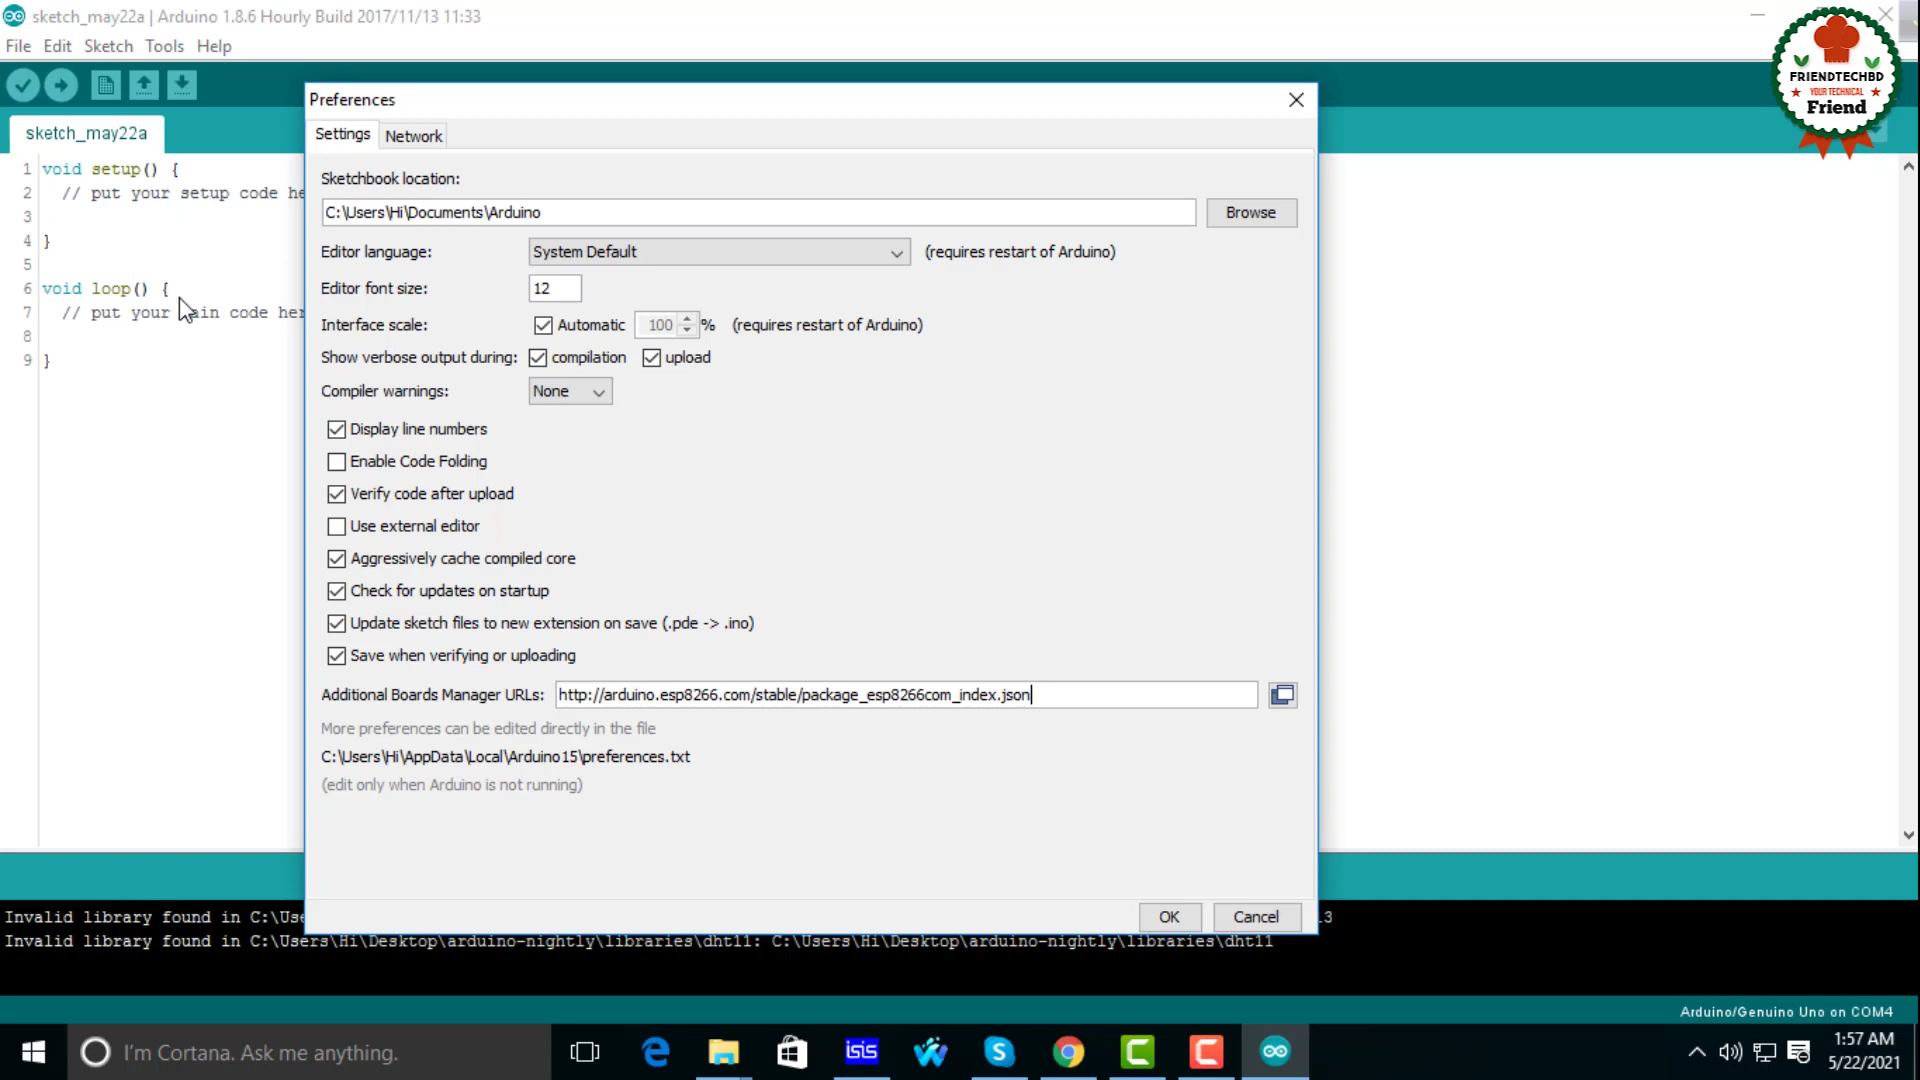 sketch_may22a | Arduino 1.8.6 Hourly Build 2017/11/13 11:33
File Edit Sketch Tools Help
FRIENDTECHBD
YOUR TECHNICAL
Friend
sketch_may22a
1 void setup() {
2 // put your setup code he
3
4 }
5
6 void loop() {
7 // put your ain code her
8
9 }
Preferences
Settings Network
Sketchbook location:
C:\Users\Hi\Documents\Arduino Browse
Editor language: System Default (requires restart of Arduino)
Editor font size: 12
Interface scale: Automatic 100 % (requires restart of Arduino)
Show verbose output during: compilation upload
Compiler warnings: None
Display line numbers
Enable Code Folding
Verify code after upload
Use external editor
Aggressively cache compiled core
Check for updates on startup
Update sketch files to new extension on save (.pde -> .ino)
Save when verifying or uploading
Additional Boards Manager URLs: http://arduino.esp8266.com/stable/package_esp8266com_index.json
More preferences can be edited directly in the file
C:\Users\Hi\AppData\Local\Arduino15\preferences.txt
(edit only when Arduino is not running)
OK Cancel
Invalid library found in C:\Use 13
Invalid library found in C:\Users\Hi\Desktop\arduino-nightly\libraries\dht11: C:\Users\Hi\Desktop\arduino-nightly\libraries\dht11
Arduino/Genuino Uno on COM4
I'm Cortana. Ask me anything.
isis
1:57 AM
5/22/2021